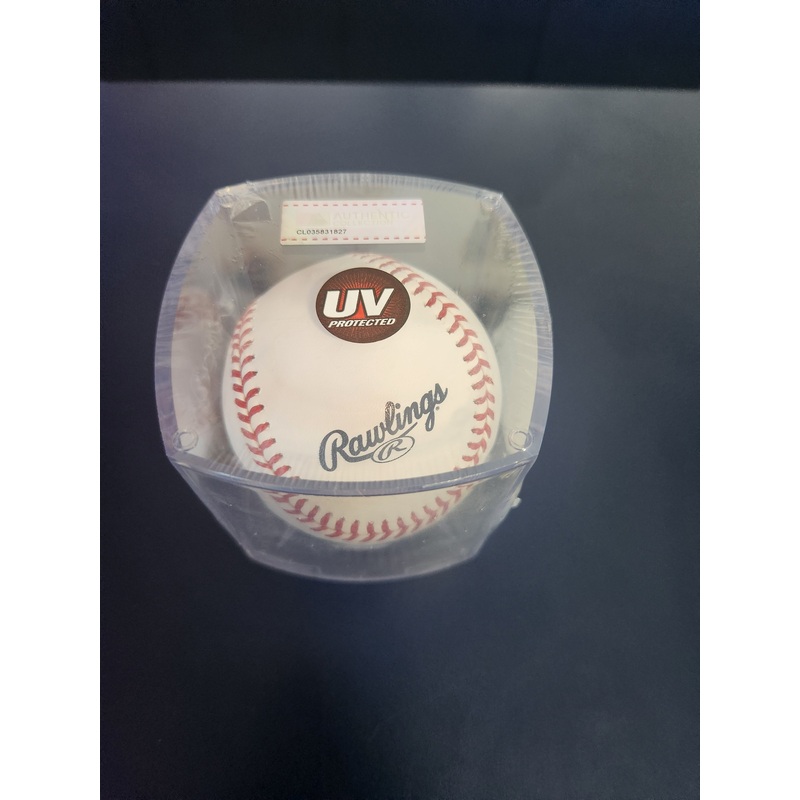 AUTHENTIC
CL035831827
UV
PROTECTED
Rawlings
R